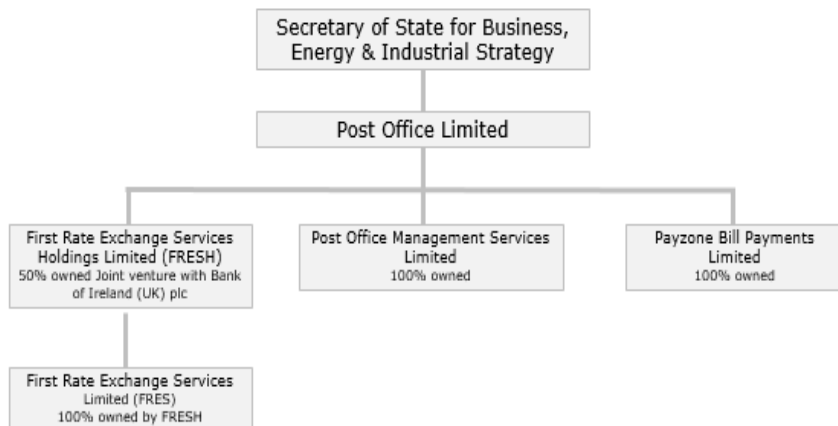 Secretary of State for Business,
Energy & Industrial Strategy
Post Office Limited
First Rate Exchange Services
Holdings Limited (FRESH)
50% owned Joint venture with Bank
of Ireland (UK) plc
Post Office Management Services
Limited
100% owned
Payzone Bill Payments
Limited
100% owned
First Rate Exchange Services
Limited (FRES)
100% owned by FRESH